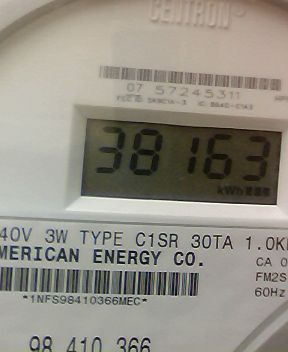 CENTRON®
07 57245311
38163
kWh
40V 3W TYPE C1SR 30TA 1.0K
MERICAN ENERGY CO.
CA 0
FM2S
60Hz
*1NFS98410366MEC*
98 410 366